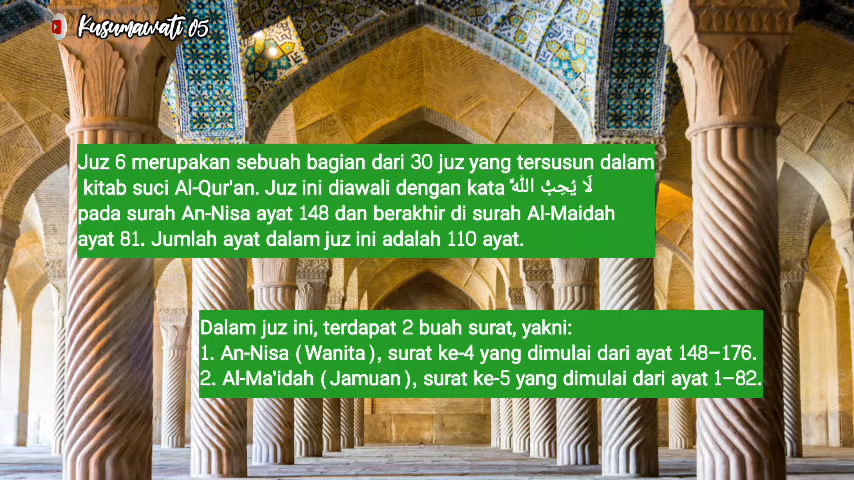 Kusumawati 05
Juz 6 merupakan sebuah bagian dari 30 juz yang tersusun dalam
kitab suci Al-Qur'an. Juz ini diawali dengan kata لَا يُحِبُّ اللَّهُ
pada surah An-Nisa ayat 148 dan berakhir di surah Al-Maidah
ayat 81. Jumlah ayat dalam juz ini adalah 110 ayat.
Dalam juz ini, terdapat 2 buah surat, yakni:
1. An-Nisa (Wanita), surat ke-4 yang dimulai dari ayat 148–176.
2. Al-Ma'idah (Jamuan), surat ke-5 yang dimulai dari ayat 1–82.